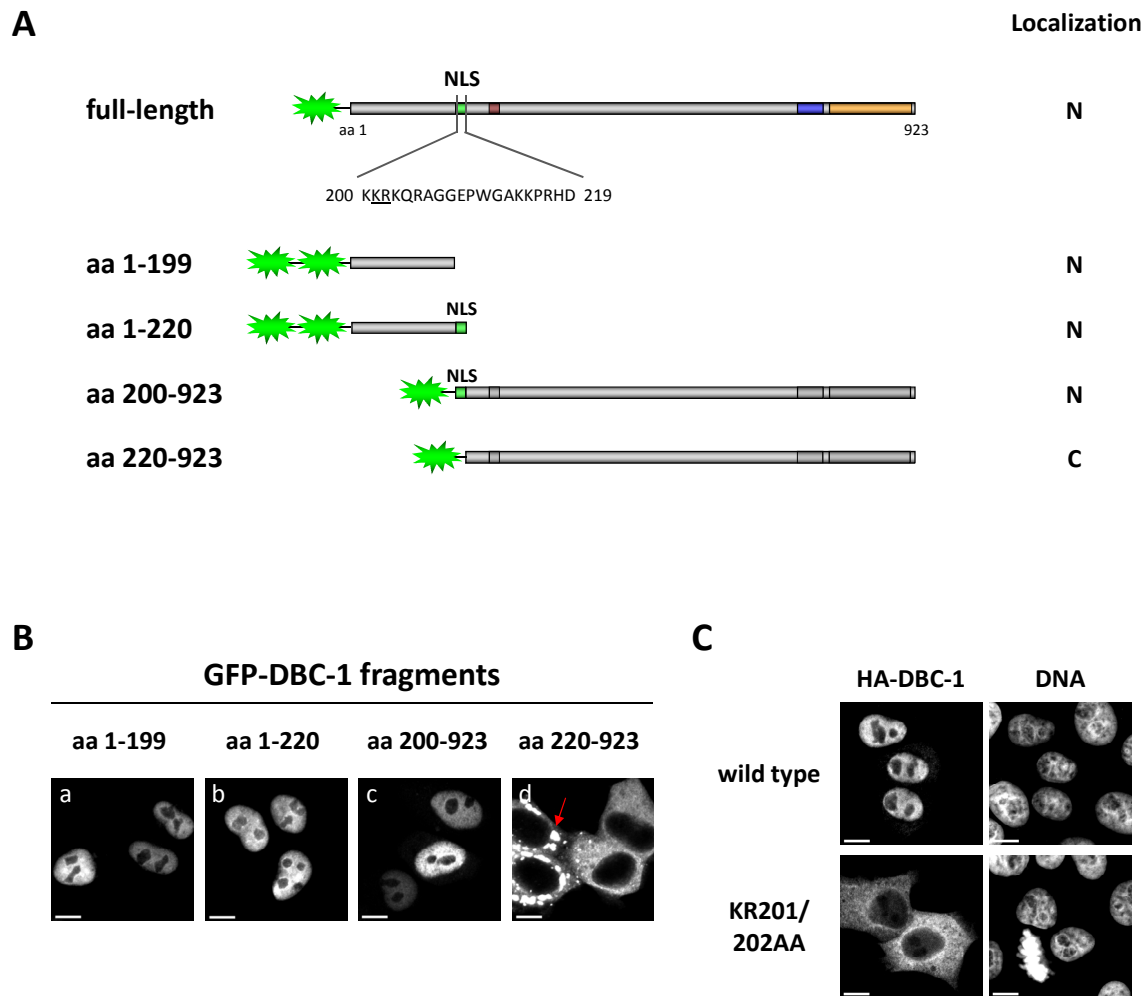 A
Localization
NLS
full-length
N
aa 1
923
200 KKRKQRAGGEPWGAKKPRHD 219
aa 1-199
N
NLS
aa 1-220
N
NLS
aa 200-923
N
aa 220-923
C
B
GFP-DBC-1 fragments
aa 1-199 aa 1-220 aa 200-923 aa 220-923
a b c d
C
HA-DBC-1 DNA
wild type
KR201/
202AA